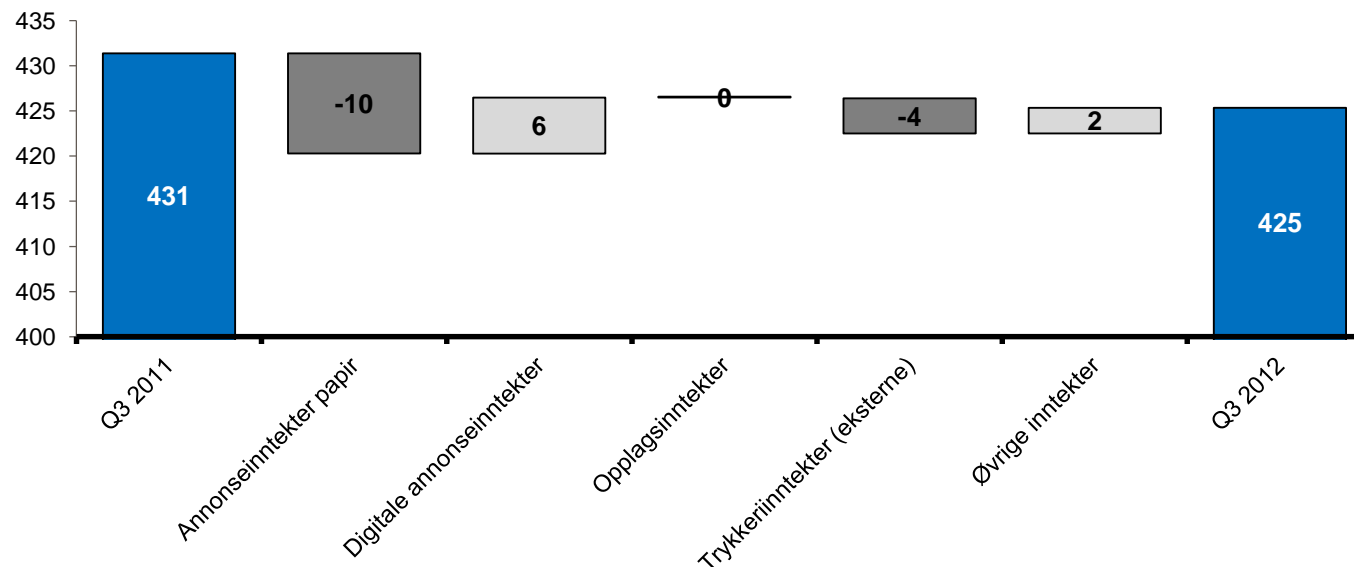 435
430
425
420
415
410
405
400
431
-10
6
0
-4
2
425
Q3 2011
Annonseinntekter papir
Digitale annonseinntekter
Opplagsinntekter
Trykkeriinntekter (eksterne)
Øvrige inntekter
Q3 2012